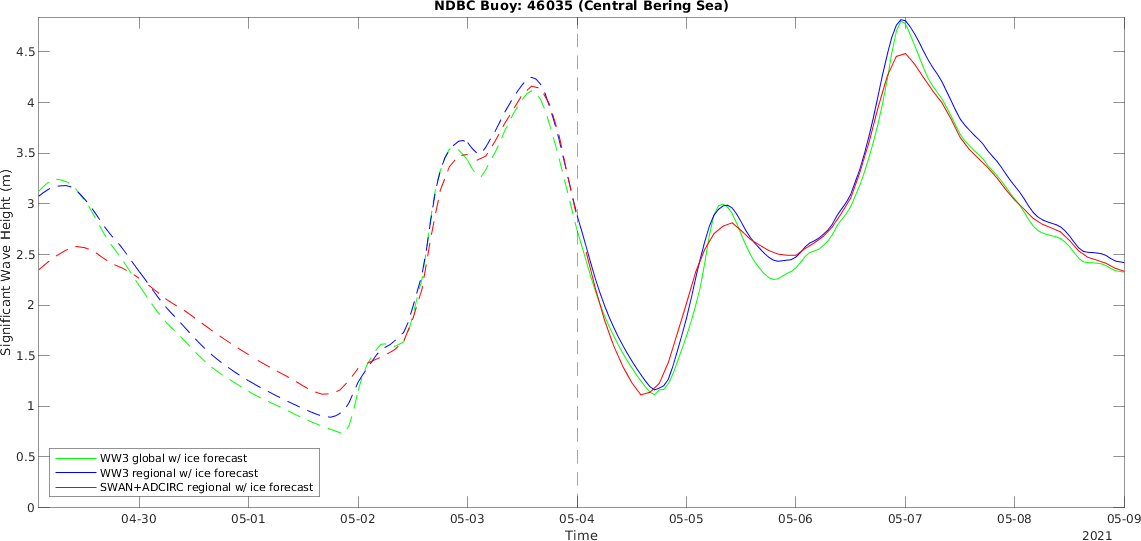 NDBC Buoy: 46035 (Central Bering Sea)
Significant Wave Height (m)
4.5
4
3.5
3
2.5
2
1.5
1
0.5
0
WW3 global w/ ice forecast
WW3 regional w/ ice forecast
SWAN+ADCIRC regional w/ ice forecast
04-30 05-01 05-02 05-03 05-04 05-05 05-06 05-07 05-08 05-09
Time
2021